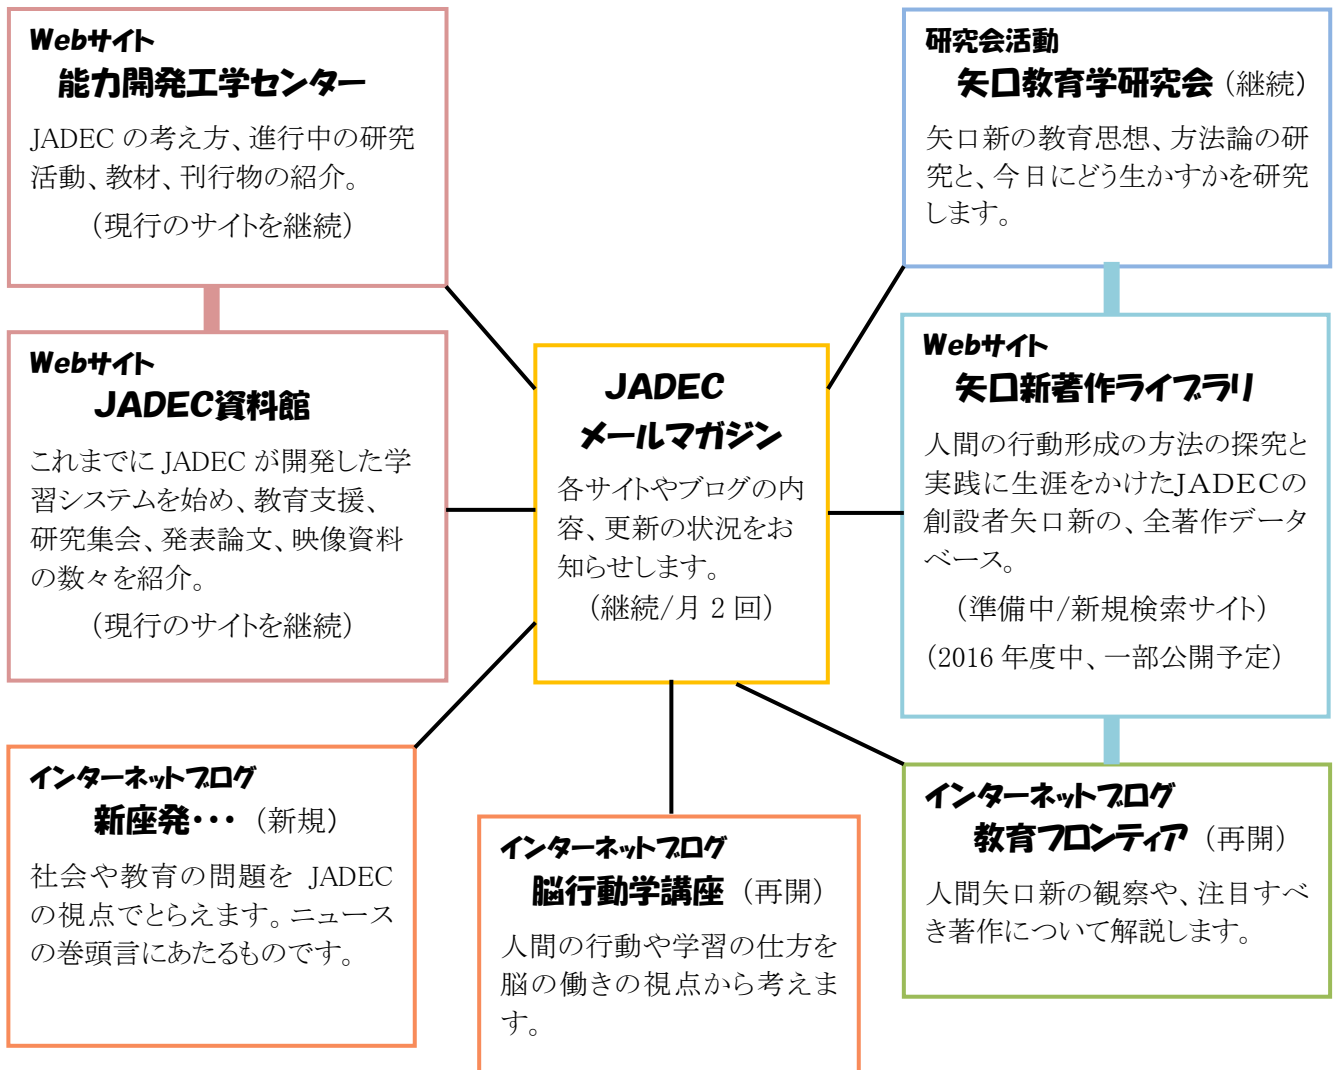 Webサイト
能力開発工学センター
JADEC の考え方、進行中の研究
活動、教材、刊行物の紹介。
（現行のサイトを継続）
研究会活動
矢口教育学研究会（継続）
矢口新の教育思想、方法論の研
究と、今日にどう生かすかを研究
します。
Webサイト
JADEC資料館
これまでに JADEC が開発した学
習システムを始め、教育支援、
研究集会、発表論文、映像資料
の数々を紹介。
（現行のサイトを継続）
JADEC
メールマガジン
各サイトやブログの内
容、更新の状況をお
知らせします。
（継続/月 2 回）
Webサイト
矢口新著作ライブラリ
人間の行動形成の方法の探究と
実践に生涯をかけたJADECの
創設者矢口新の、全著作データ
ベース。
（準備中/新規検索サイト）
（2016 年度中、一部公開予定）
インターネットブログ
新座発・・・（新規）
社会や教育の問題を JADEC
の視点でとらえます。ニュース
の巻頭言にあたるものです。
インターネットブログ
脳行動学講座（再開）
人間の行動や学習の仕方を
脳の働きの視点から考えま
す。
インターネットブログ
教育フロンティア（再開）
人間矢口新の観察や、注目すべ
き著作について解説します。